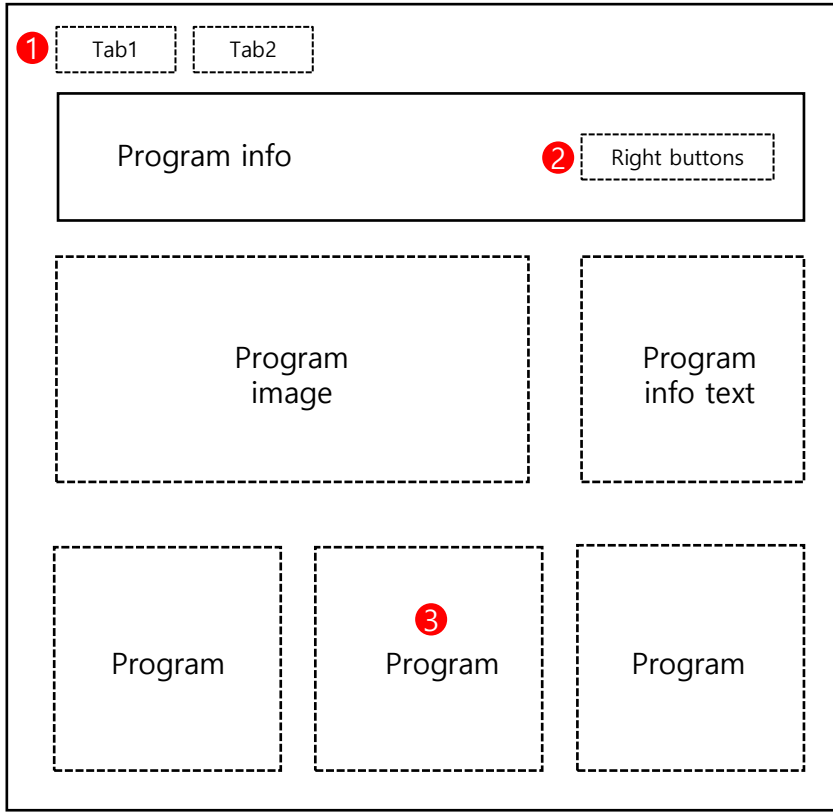 1 Tab1 Tab2
Program info 2 Right buttons
Program
image
Program
info text
3
Program Program Program